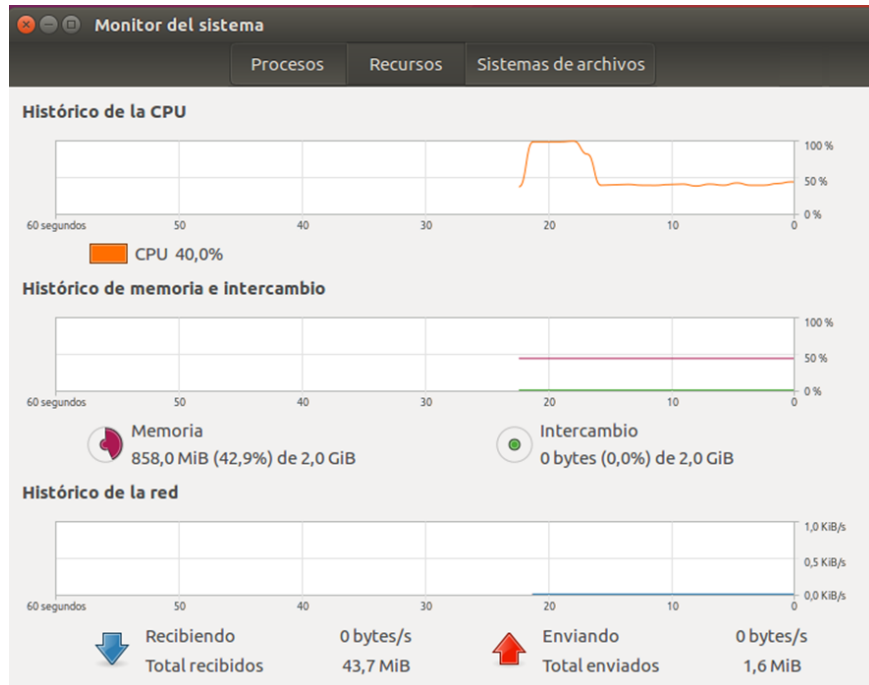 Monitor del sistema
Procesos Recursos Sistemas de archivos
Histórico de la CPU
100 %
50 %
0 %
60 segundos 50 40 30 20 10 0
CPU 40,0%
Histórico de memoria e intercambio
100 %
50 %
0 %
60 segundos 50 40 30 20 10 0
Memoria Intercambio
858,0 MiB (42,9%) de 2,0 GiB 0 bytes (0,0%) de 2,0 GiB
Histórico de la red
1,0 KiB/s
0,5 KiB/s
0,0 KiB/s
60 segundos 50 40 30 20 10 0
Recibiendo 0 bytes/s Enviando 0 bytes/s
Total recibidos 43,7 MiB Total enviados 1,6 MiB